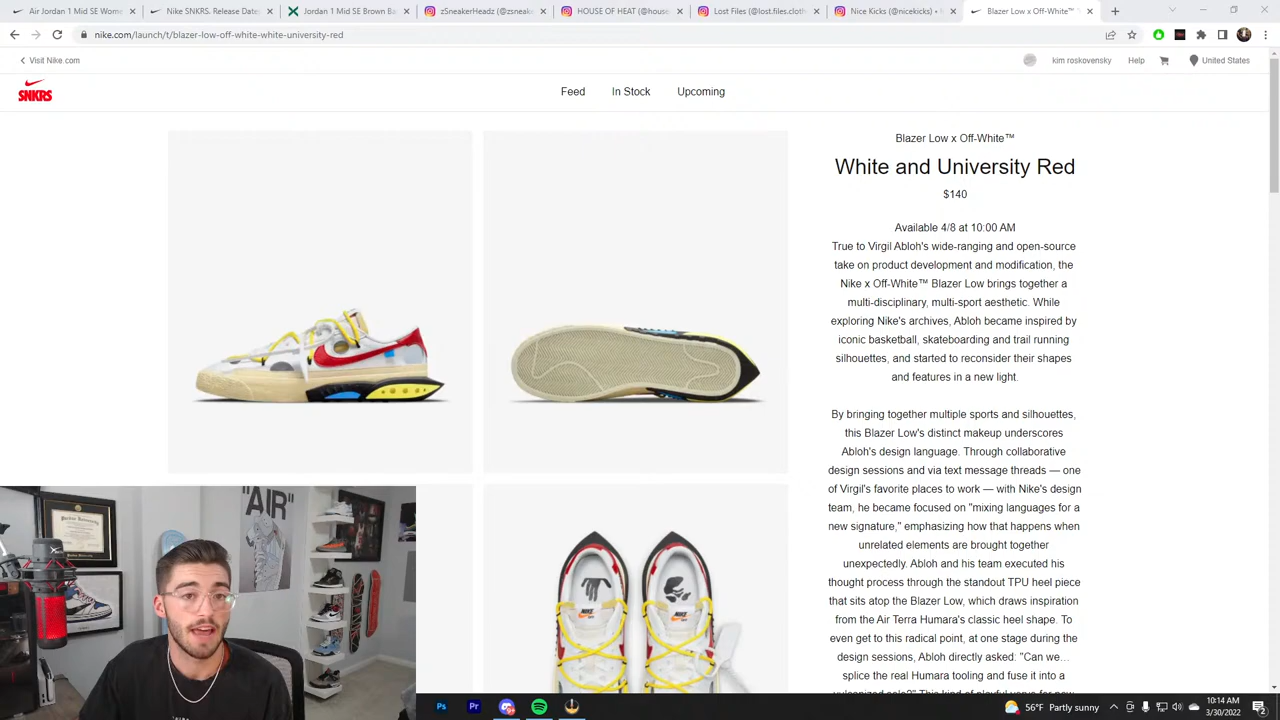 Air Jordan 1 Mid SE Wome
Nike SNKRS. Release Date
Jordan 1 Mid SE Brown Ba
zSneakerHeadz (@zsneake
HOUSE OF HEAT (@house
Lost Files (@lost.files.cloth
Nice Kicks (@nicekicks) •
Blazer Low x Off-White™
nike.com/launch/t/blazer-low-off-white-white-university-red
Visit Nike.com
kim roskovensky
Help
United States
SNKRS
Feed
In Stock
Upcoming
Blazer Low x Off-White™
White and University Red
$140
Available 4/8 at 10:00 AM
True to Virgil Abloh's wide-ranging and open-source
take on product development and modification, the
Nike x Off-White™ Blazer Low brings together a
multi-disciplinary, multi-sport aesthetic. While
exploring Nike's archives, Abloh became inspired by
iconic basketball, skateboarding and trail running
silhouettes, and started to reconsider their shapes
and features in a new light.
By bringing together multiple sports and silhouettes,
this Blazer Low's distinct makeup underscores
Abloh's design language. Through collaborative
design sessions and via text message threads — one
of Virgil's favorite places to work — with Nike's design
team, he became focused on "mixing languages for a
new signature," emphasizing how that happens when
unrelated elements are brought together
unexpectedly. Abloh and his team executed his
thought process through the standout TPU heel piece
that sits atop the Blazer Low, which draws inspiration
from the Air Terra Humara's classic heel shape. To
even get to this radical point, at one stage during the
design sessions, Abloh directly asked: "Can we…
splice the real Humara tooling and fuse it into a
"AIR"
NIKE
NIKE
Ps
Pr
56°F Partly sunny
10:14 AM
3/30/2022
2